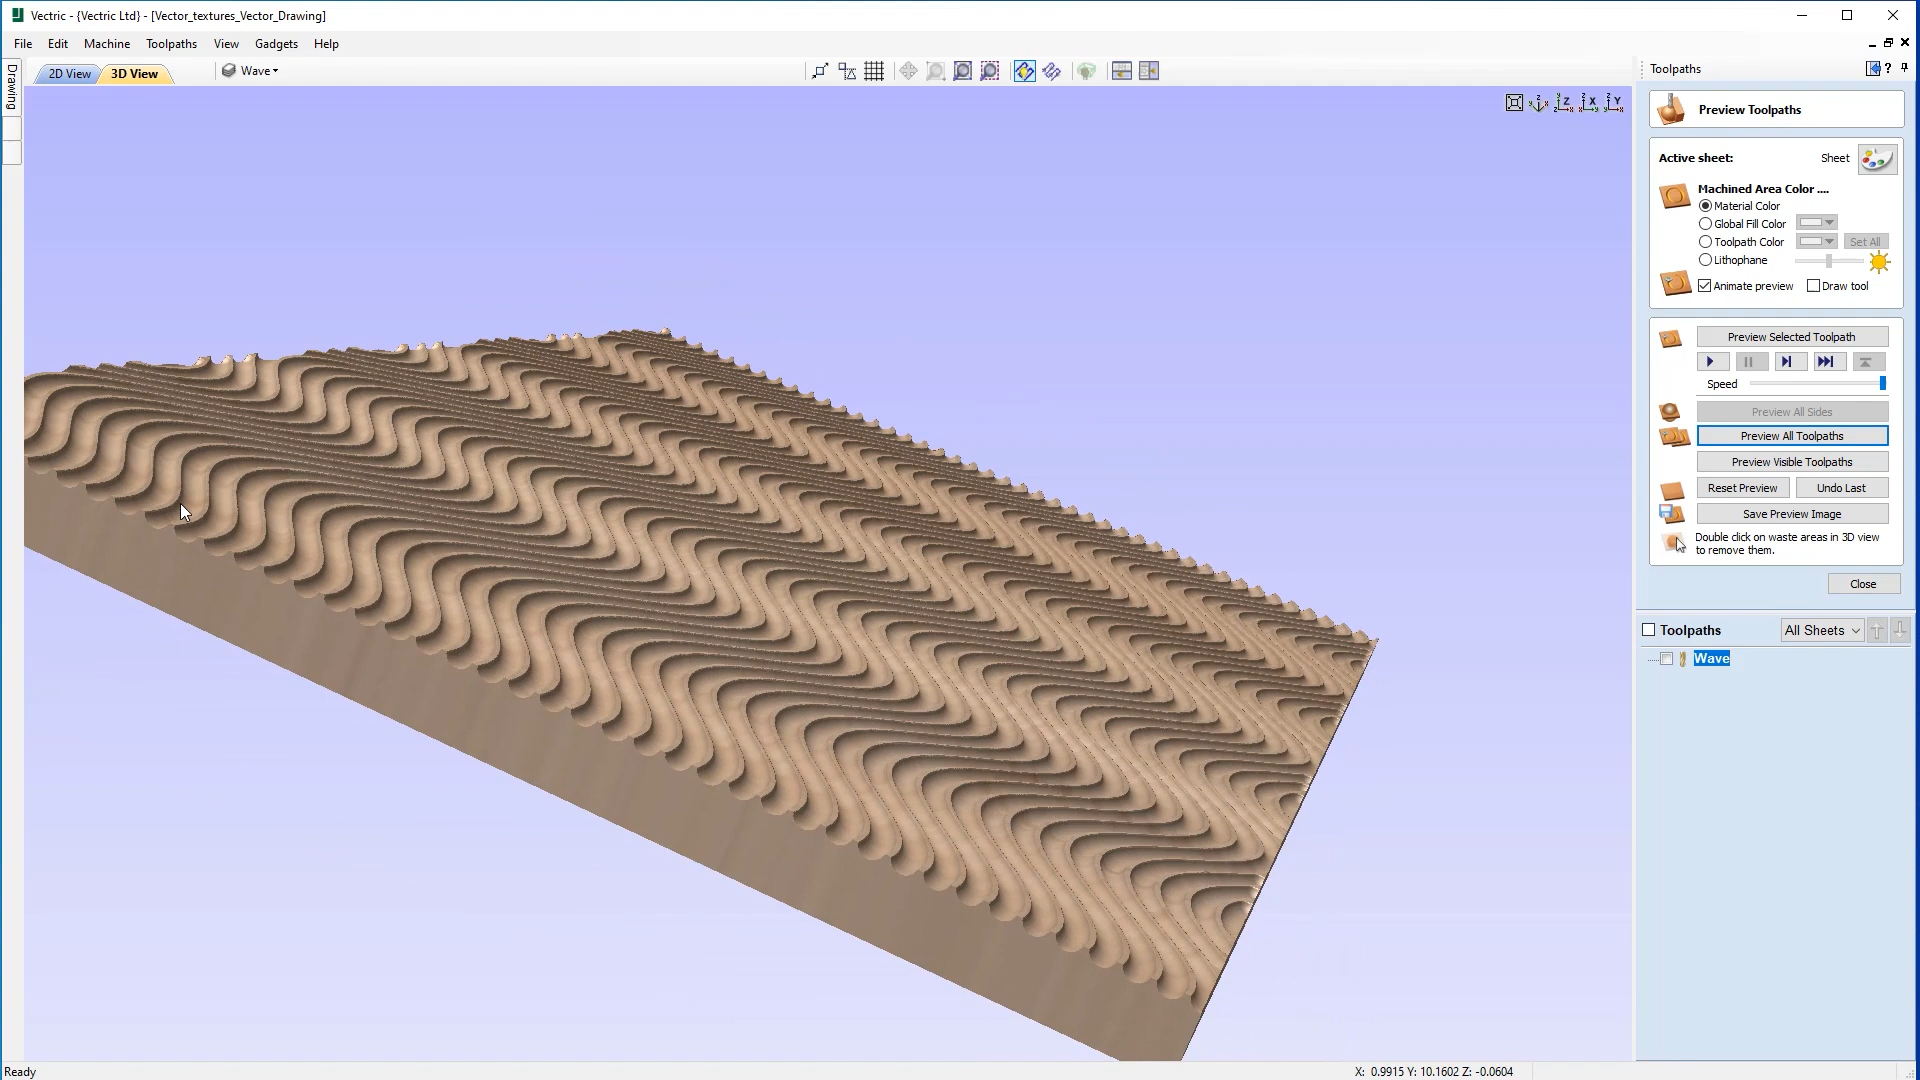 Vectric - {Vectric Ltd} - [Vector_textures_Vector_Drawing]
File Edit Machine Toolpaths View Gadgets Help
Drawing
2D View 3D View Wave
Toolpaths ?
Z X Y
Preview Toolpaths
Active sheet: Sheet
Machined Area Color ....
Material Color
Global Fill Color
Toolpath Color Set All
Lithophane
Animate preview Draw tool
Preview Selected Toolpath
Speed
Preview All Sides
Preview All Toolpaths
Preview Visible Toolpaths
Reset Preview Undo Last
Save Preview Image
Double click on waste areas in 3D view
to remove them.
Close
Toolpaths All Sheets
Wave
Ready X: 0.9915 Y: 10.1602 Z: -0.0604